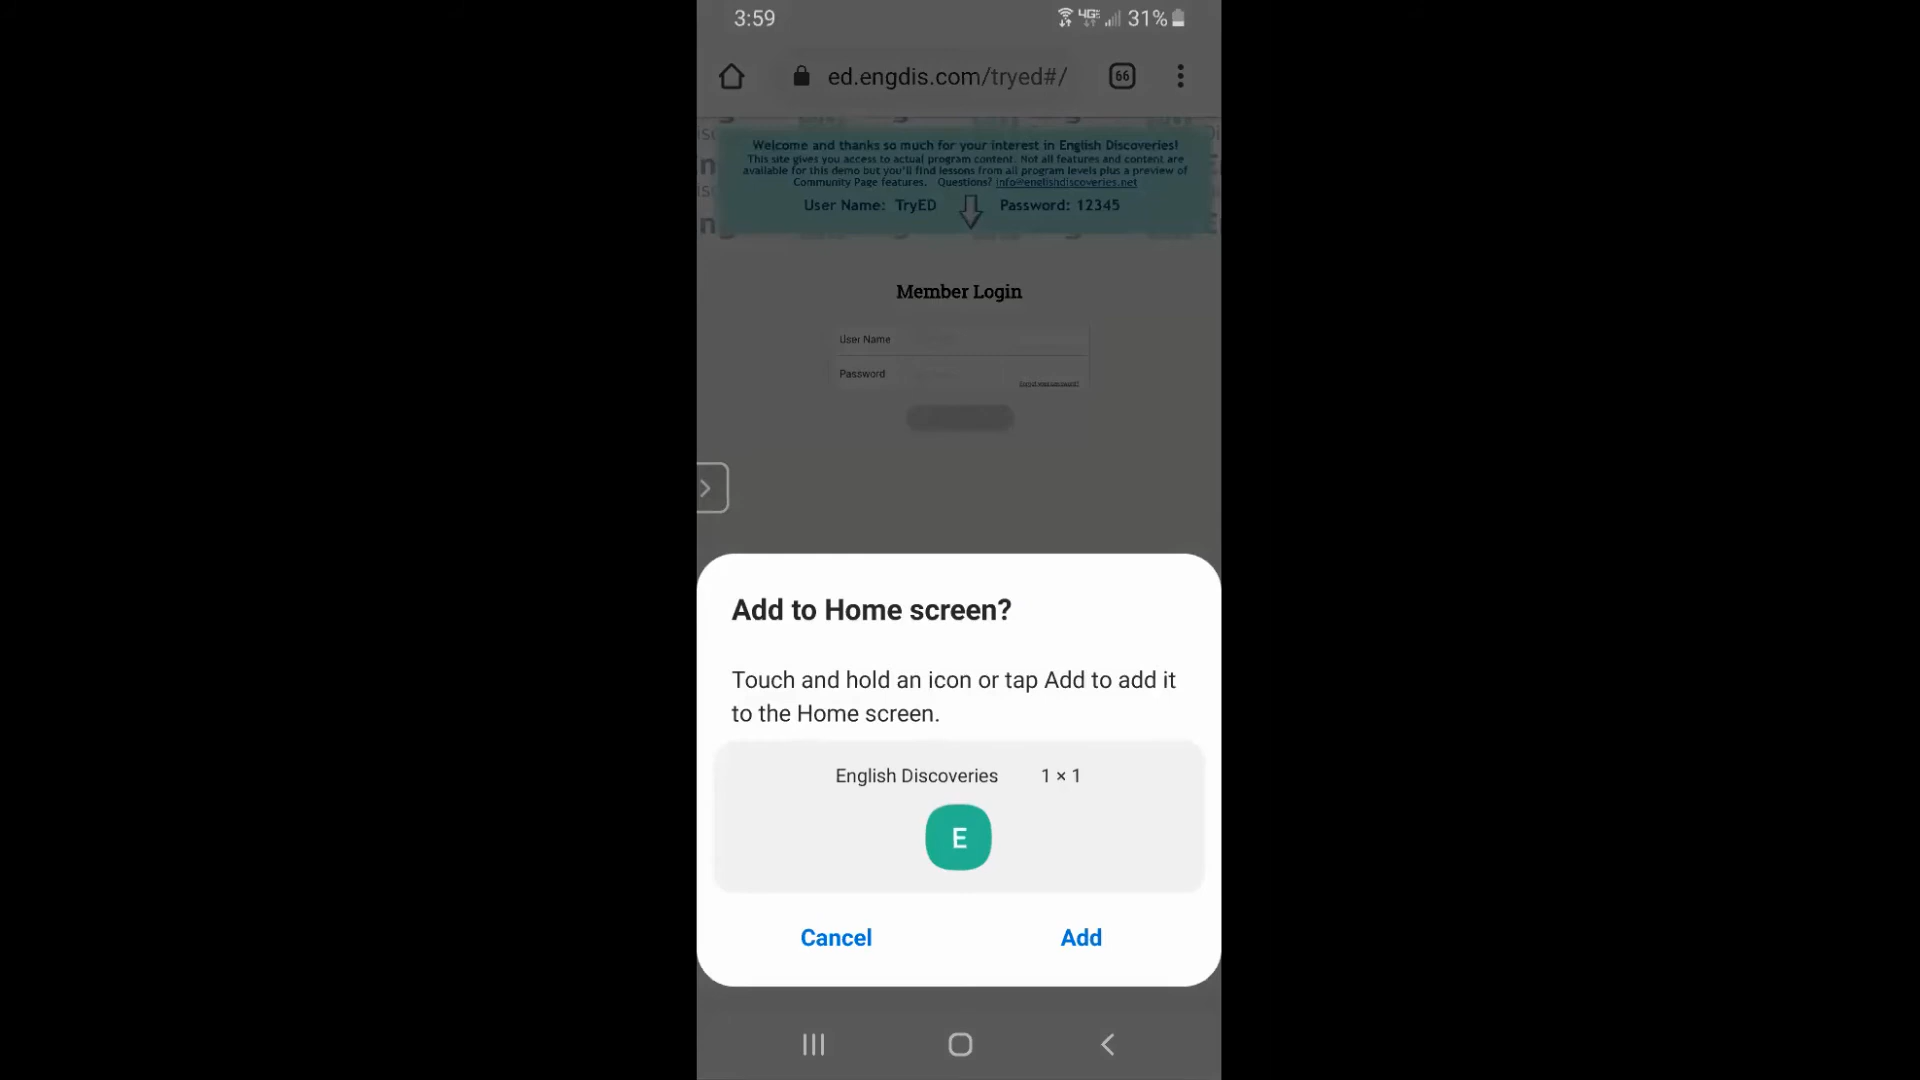 3:59
4G 31%
ed.engdis.com/tryed#/
66
Welcome and thanks so much for your interest in English Discoveries!
This site gives you access to actual program content. Not all features and content are
available for this demo but you'll find lessons from all program levels plus a preview of
Community Page features. Questions? info@englishdiscoveries.net
User Name: TryED Password: 12345
Member Login
User Name
Password
Forgot your password?
Add to Home screen?
Touch and hold an icon or tap Add to add it
to the Home screen.
English Discoveries 1 × 1
E
Cancel Add